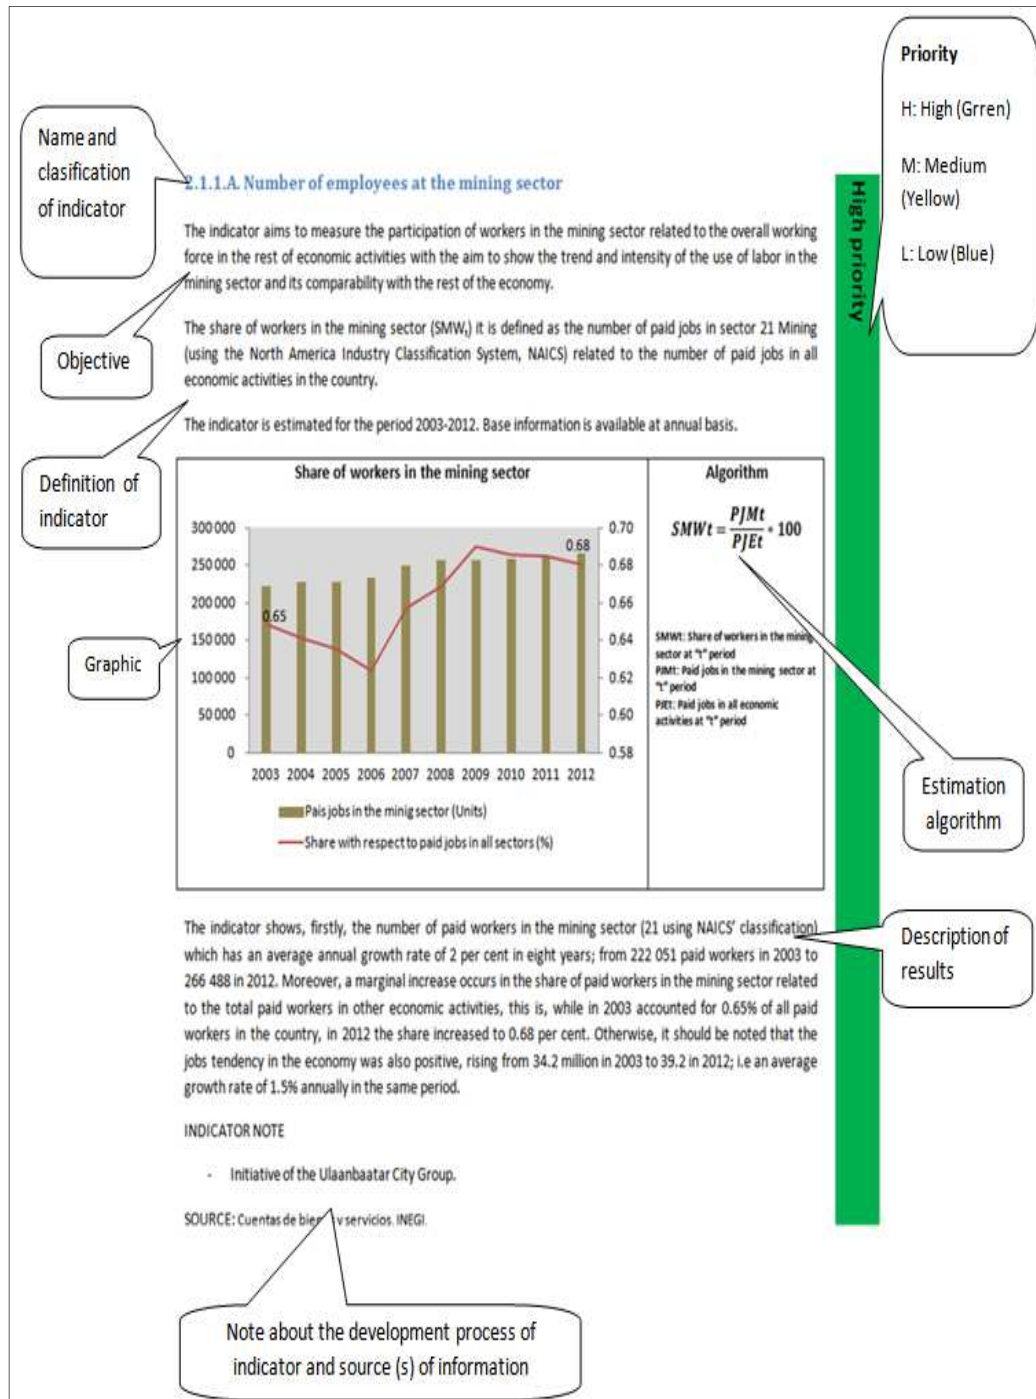 Priority
H: High (Grren)
M: Medium
(Yellow)
L: Low (Blue)
Name and
clasification
of indicator
2.1.1.A. Number of employees at the mining sector
High priority
The indicator aims to measure the participation of workers in the mining sector related to the overall working
force in the rest of economic activities with the aim to show the trend and intensity of the use of labor in the
mining sector and its comparability with the rest of the economy.
Objective
The share of workers in the mining sector (SMWt) it is defined as the number of paid jobs in sector 21 Mining
(using the North America Industry Classification System, NAICS) related to the number of paid jobs in all
economic activities in the country.
The indicator is estimated for the period 2003-2012. Base information is available at annual basis.
Definition of
indicator
Share of workers in the mining sector
300 000
250 000
200 000
150 000
100 000
50 000
0
0.65
0.68
0.70
0.68
0.66
0.64
0.62
0.60
0.58
2003 2004 2005 2006 2007 2008 2009 2010 2011 2012
Pais jobs in the minig sector (Units)
Share with respect to paid jobs in all sectors (%)
Graphic
Algorithm
SMWt = PJMt / PJEt * 100
SMWt: Share of workers in the mining
sector at "t" period
PJMt: Paid jobs in the mining sector at
"t" period
PJEt: Paid jobs in all economic
activities at "t" period
Estimation
algorithm
The indicator shows, firstly, the number of paid workers in the mining sector (21 using NAICS' classification)
which has an average annual growth rate of 2 per cent in eight years; from 222 051 paid workers in 2003 to
266 488 in 2012. Moreover, a marginal increase occurs in the share of paid workers in the mining sector related
to the total paid workers in other economic activities, this is, while in 2003 accounted for 0.65% of all paid
workers in the country, in 2012 the share increased to 0.68 per cent. Otherwise, it should be noted that the
jobs tendency in the economy was also positive, rising from 34.2 million in 2003 to 39.2 in 2012; i.e an average
growth rate of 1.5% annually in the same period.
Description of
results
INDICATOR NOTE
- Initiative of the Ulaanbaatar City Group.
SOURCE: Cuentas de y servicios. INEGI.
Note about the development process of
indicator and source (s) of information